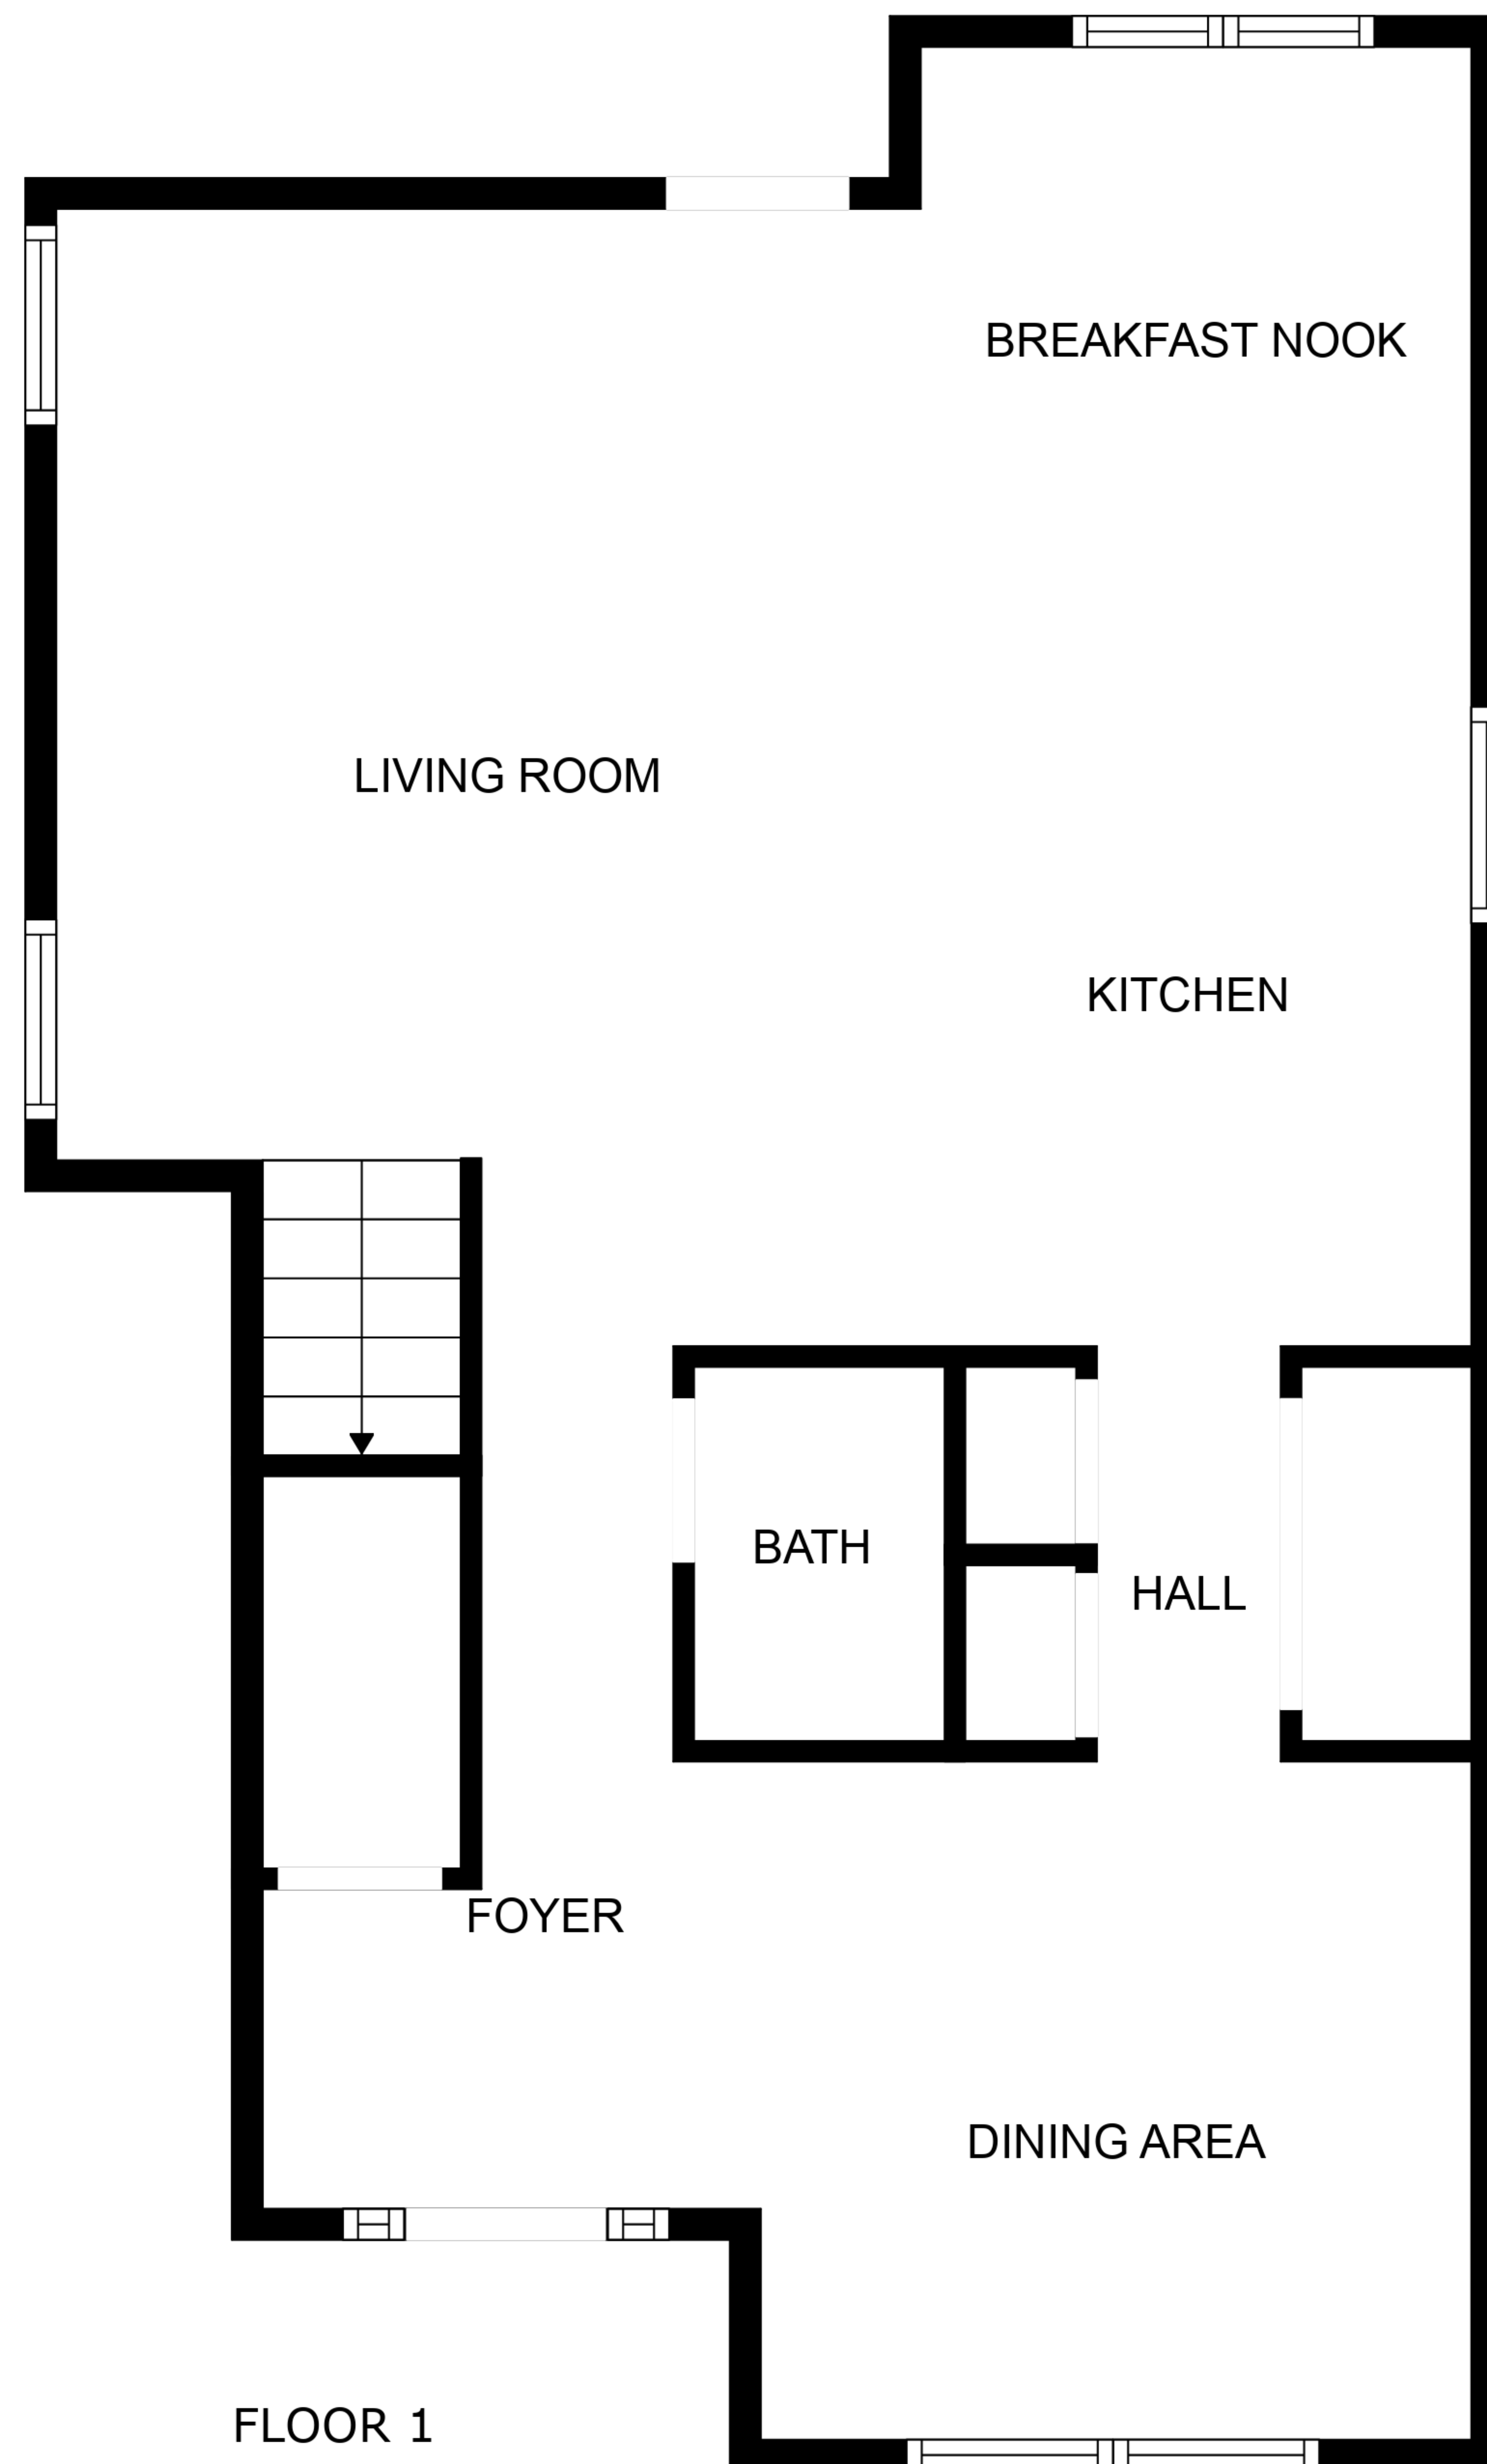 BREAKFAST NOOK
LIVING ROOM
KITCHEN
BATH
HALL
FOYER
DINING AREA
FLOOR 1